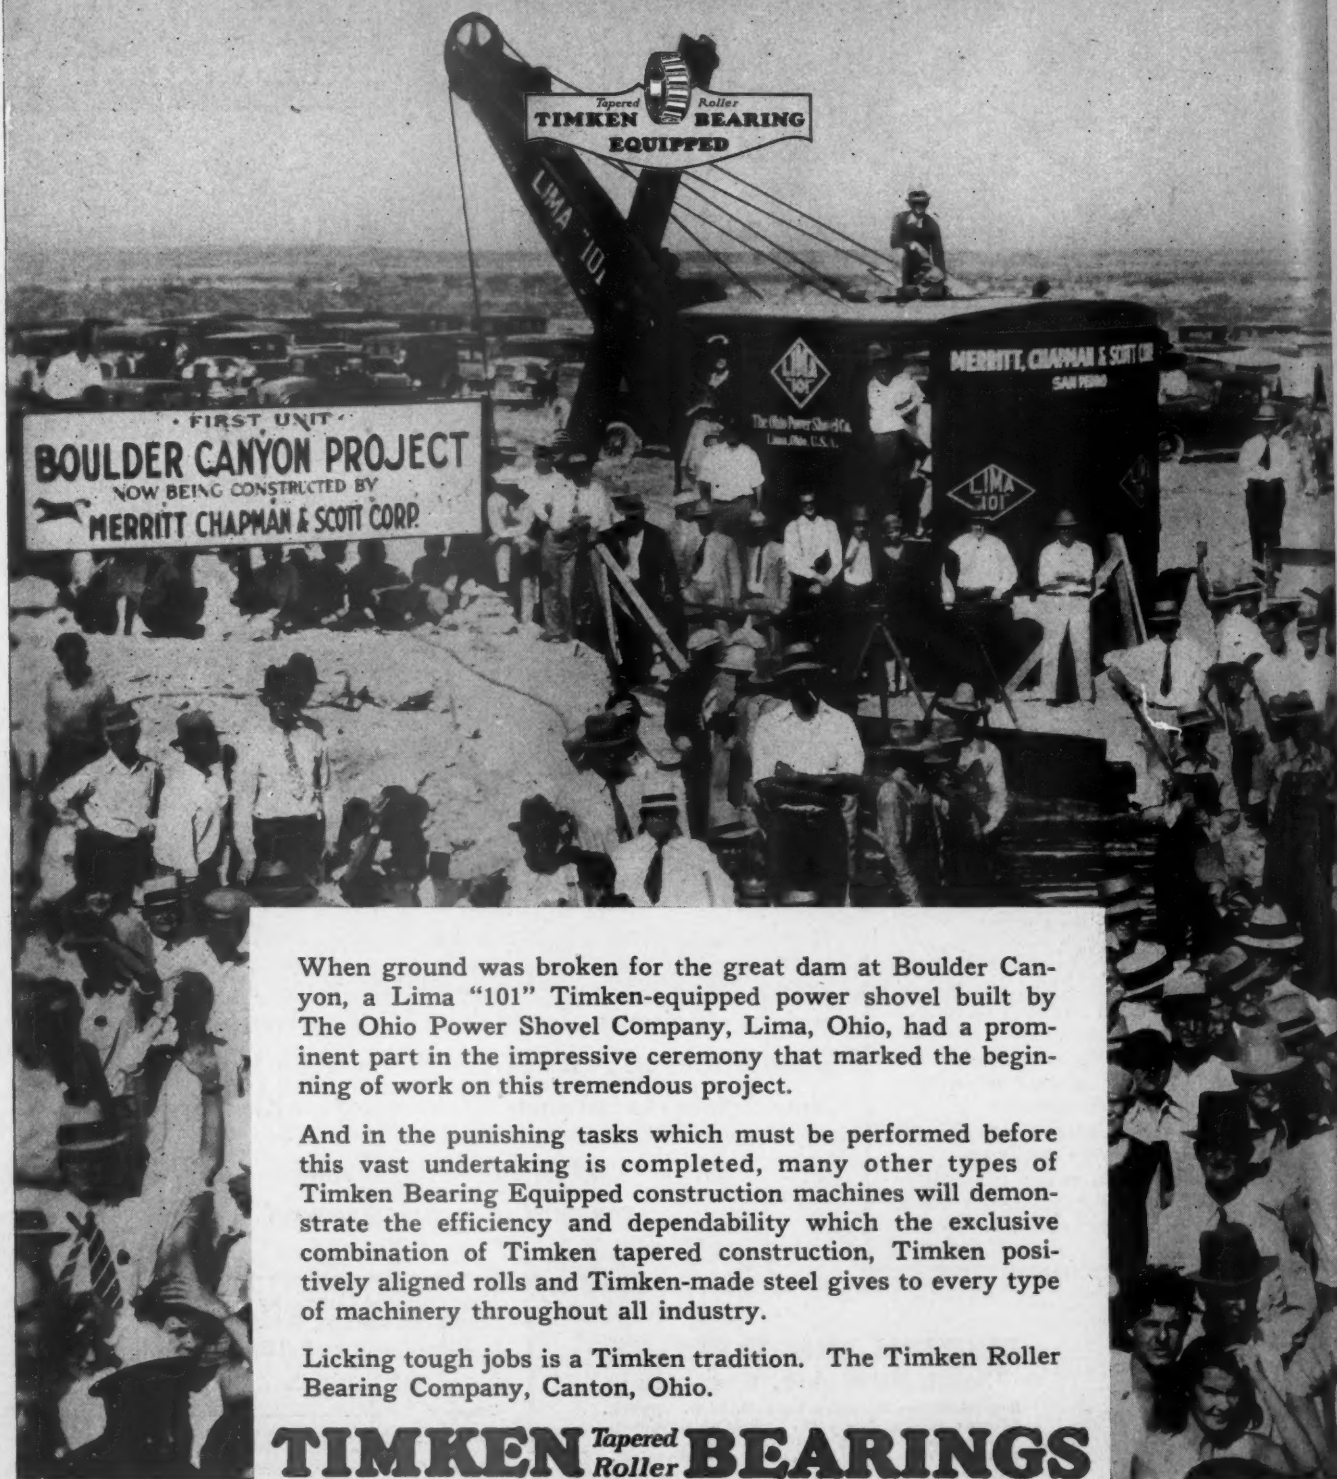 Tapered Roller
TIMKEN BEARING
EQUIPPED
LIMA "101"
LIMA
"101"
The Ohio Power Shovel Co.
Lima, Ohio, U.S.A.
MERRITT, CHAPMAN & SCOTT COR
SAN PEDRO
LIMA
"101"
· FIRST UNIT ·
BOULDER CANYON PROJECT
NOW BEING CONSTRUCTED BY
MERRITT CHAPMAN & SCOTT CORP.
When ground was broken for the great dam at Boulder Can-
yon, a Lima “101” Timken-equipped power shovel built by
The Ohio Power Shovel Company, Lima, Ohio, had a prom-
inent part in the impressive ceremony that marked the begin-
ning of work on this tremendous project.
And in the punishing tasks which must be performed before
this vast undertaking is completed, many other types of
Timken Bearing Equipped construction machines will demon-
strate the efficiency and dependability which the exclusive
combination of Timken tapered construction, Timken posi-
tively aligned rolls and Timken-made steel gives to every type
of machinery throughout all industry.
Licking tough jobs is a Timken tradition. The Timken Roller
Bearing Company, Canton, Ohio.
TIMKEN Tapered Roller BEARINGS